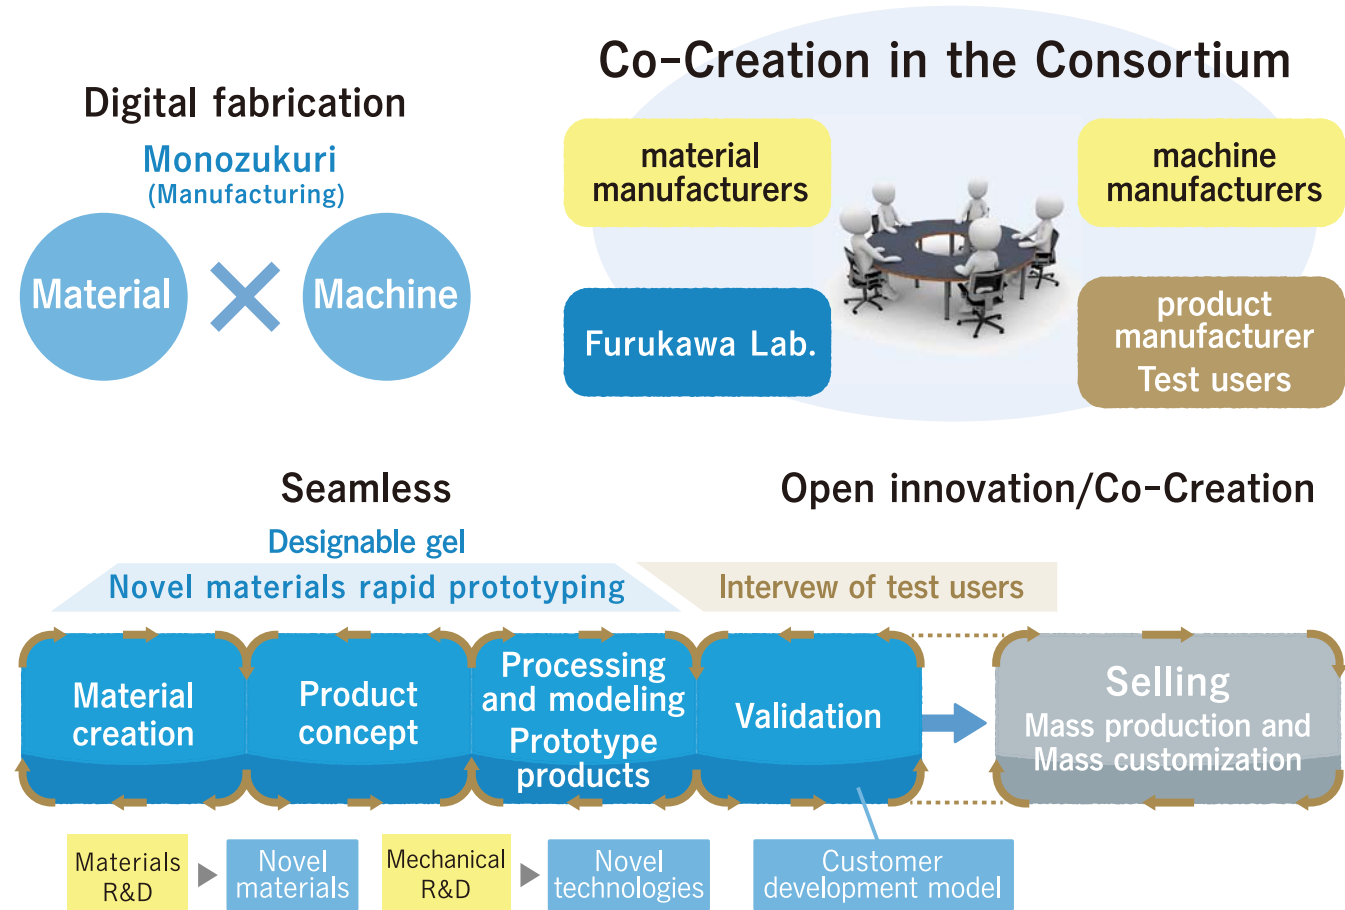 Co-Creation in the Consortium
Digital fabrication
Monozukuri
(Manufacturing)
Material
Machine
material
manufacturers
machine
manufacturers
Furukawa Lab.
product
manufacturer
Test users
Seamless
Open innovation/Co-Creation
Designable gel
Novel materials rapid prototyping
Intervew of test users
Material
creation
Product
concept
Processing
and modeling
Prototype
products
Validation
Selling
Mass production and
Mass customization
Materials
R&D
Novel
materials
Mechanical
R&D
Novel
technologies
Customer
development model